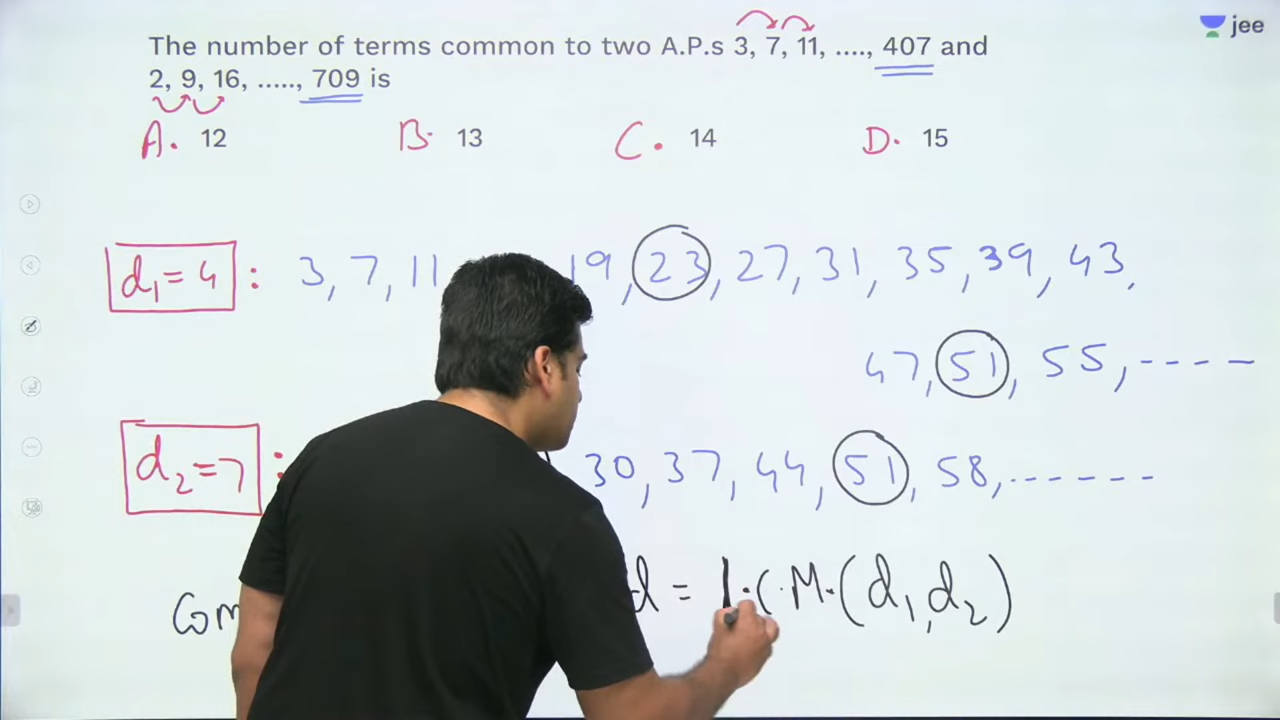 jee
The number of terms common to two A.P.s 3, 7, 11, ...., 407 and
2, 9, 16, ....., 709 is
A. 12 B. 13 C. 14 D. 15
d₁=4 : 3, 7, 11 19, 23, 27, 31, 35, 39, 43,
47, 51, 55, ----
d₂=7 : 30, 37, 44, 51, 58, ------
d = L.C.M.(d₁, d₂)